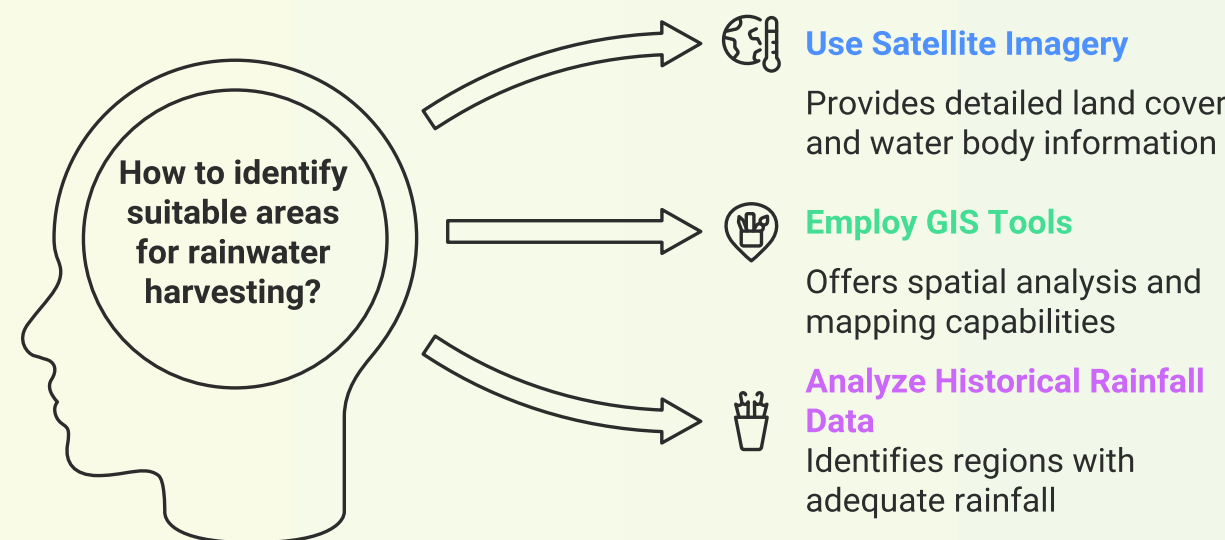 How to identify
suitable areas
for rainwater
harvesting?
Use Satellite Imagery
Provides detailed land cover
and water body information
Employ GIS Tools
Offers spatial analysis and
mapping capabilities
Analyze Historical Rainfall
Data
Identifies regions with
adequate rainfall